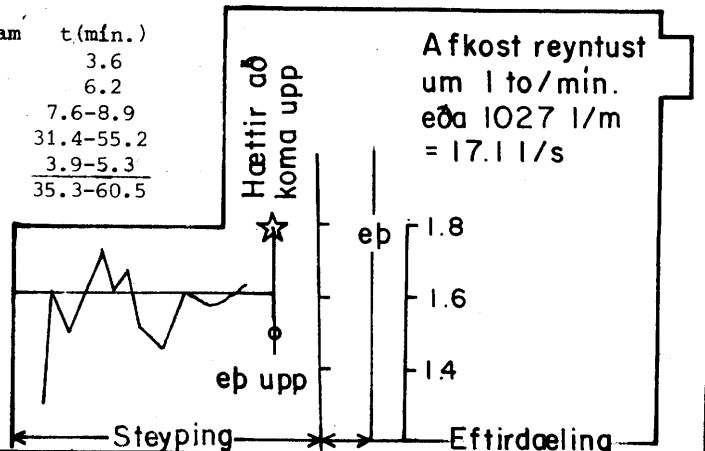 am t(mín.)
3.6
6.2
7.6-8.9
31.4-55.2
3.9-5.3
35.3-60.5
Hættir að
koma upp
Afkost reyntust
um 1 to/mín.
eða 1027 l/m
= 17.1 l/s
eþ
1.8
1.6
1.4
eþ upp
Steyping
Eftirdæling